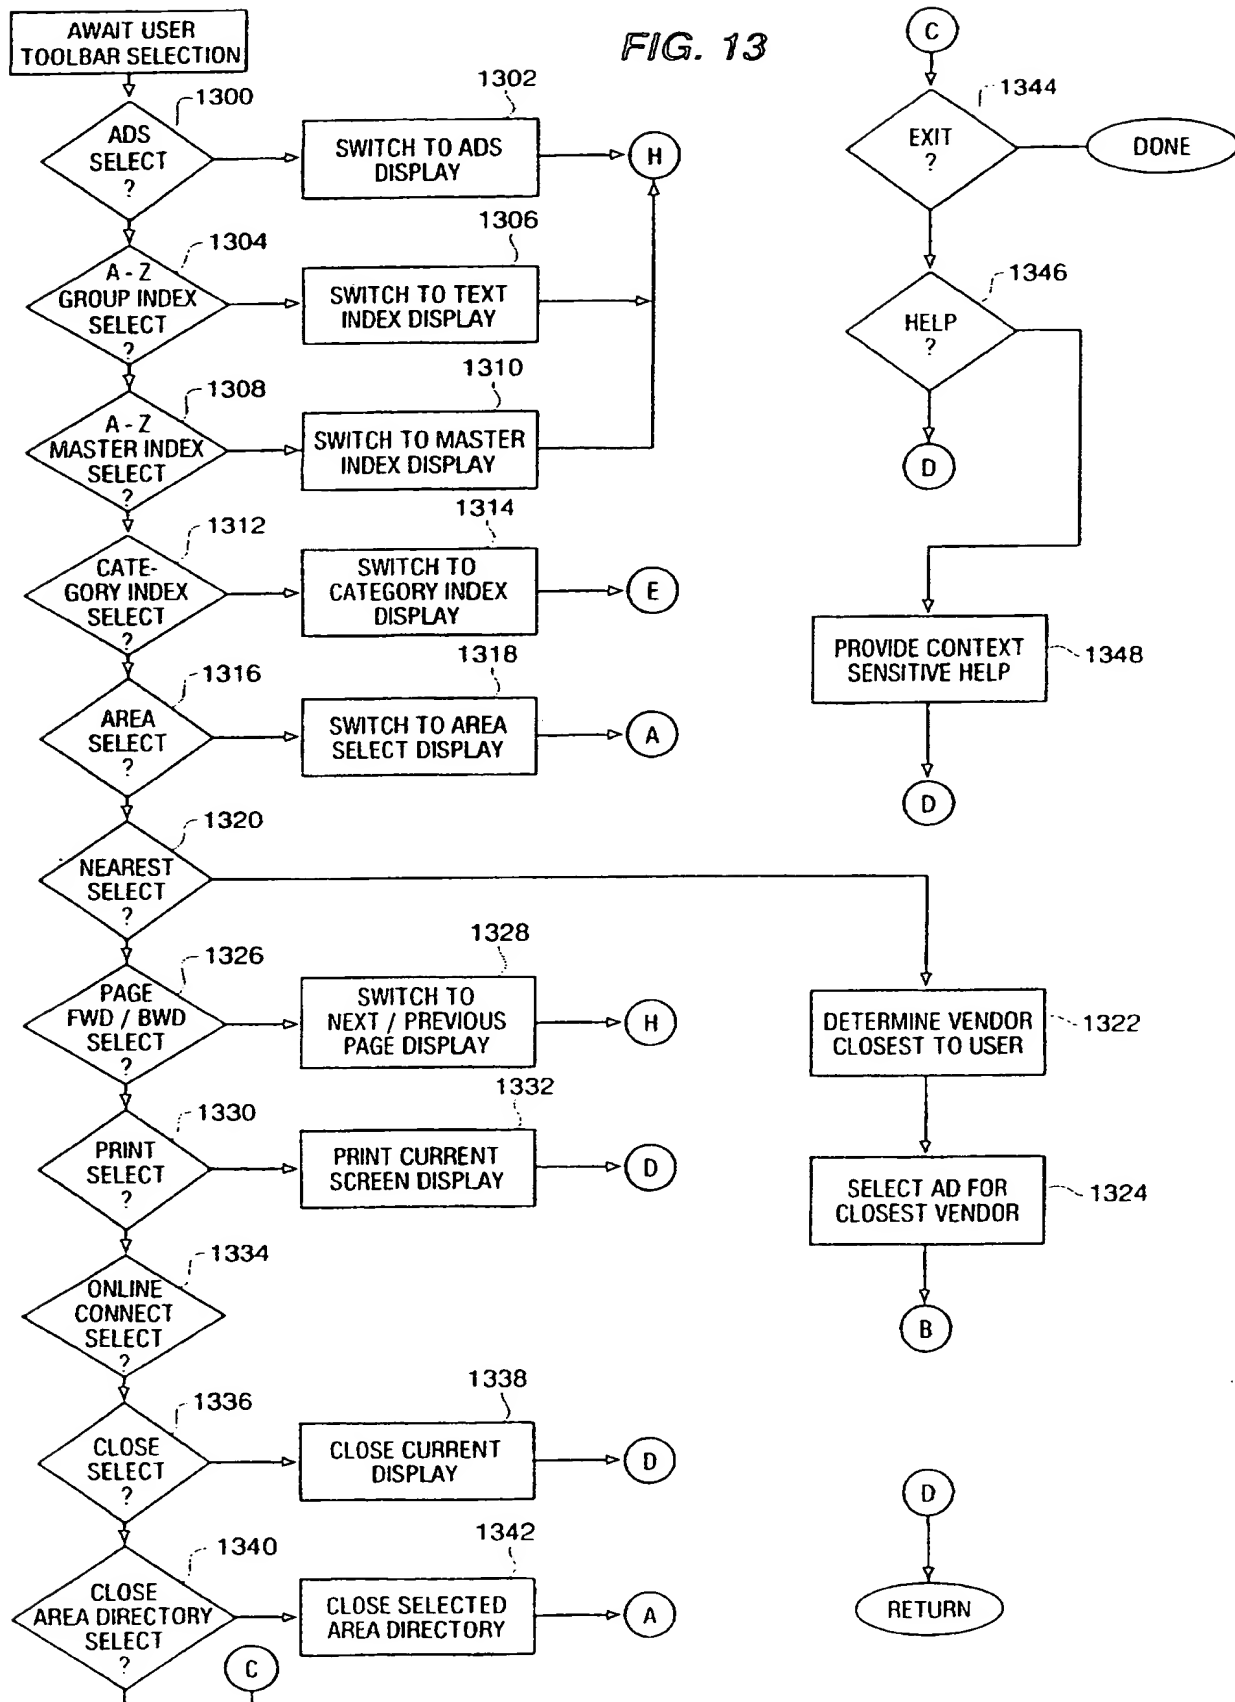 AWAIT USER
TOOLBAR SELECTION
FIG. 13
1300
ADS
SELECT
?
1302
SWITCH TO ADS
DISPLAY
H
1304
A - Z
GROUP INDEX
SELECT
?
1306
SWITCH TO TEXT
INDEX DISPLAY
1308
A - Z
MASTER INDEX
SELECT
?
1310
SWITCH TO MASTER
INDEX DISPLAY
1312
CATE-
GORY INDEX
SELECT
?
1314
SWITCH TO
CATEGORY INDEX
DISPLAY
E
1316
AREA
SELECT
?
1318
SWITCH TO AREA
SELECT DISPLAY
A
1320
NEAREST
SELECT
?
1326
PAGE
FWD / BWD
SELECT
?
1328
SWITCH TO
NEXT / PREVIOUS
PAGE DISPLAY
H
1330
PRINT
SELECT
?
1332
PRINT CURRENT
SCREEN DISPLAY
D
1334
ONLINE
CONNECT
SELECT
?
1336
CLOSE
SELECT
?
1338
CLOSE CURRENT
DISPLAY
D
1340
CLOSE
AREA DIRECTORY
SELECT
?
1342
CLOSE SELECTED
AREA DIRECTORY
A
C
C
1344
EXIT
?
DONE
1346
HELP
?
D
PROVIDE CONTEXT
SENSITIVE HELP
1348
D
DETERMINE VENDOR
CLOSEST TO USER
1322
SELECT AD FOR
CLOSEST VENDOR
1324
B
D
RETURN